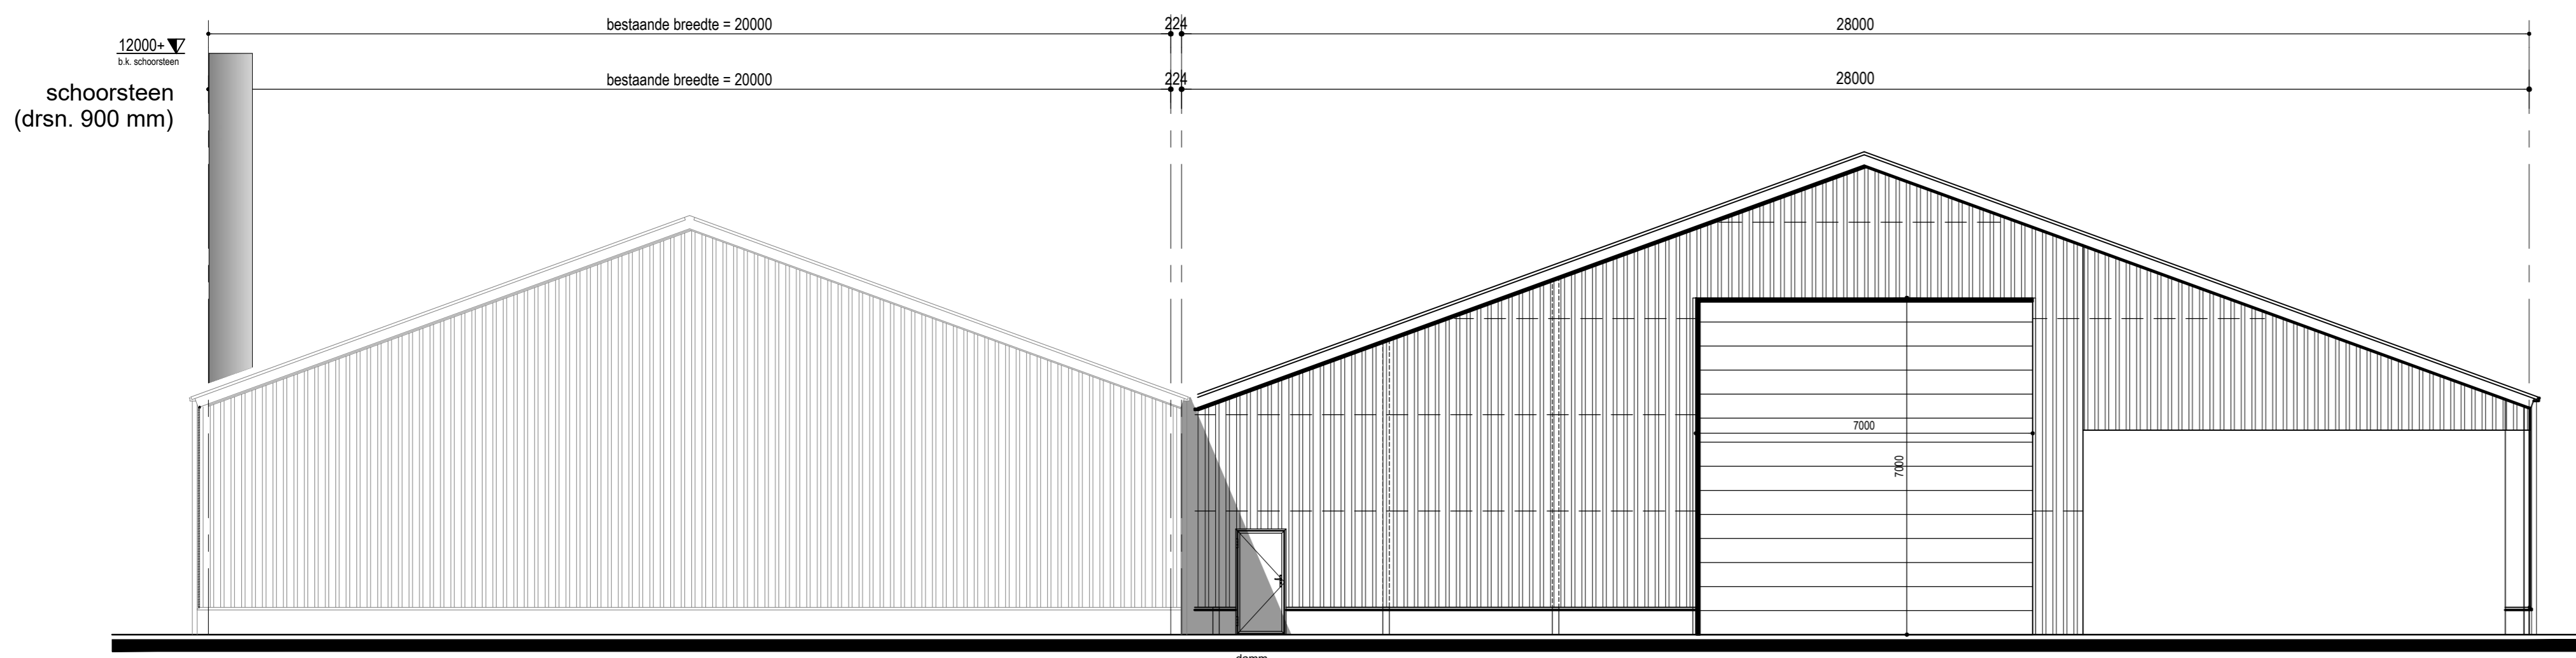 bestaande breedte = 20000
224
28000
12000+
b.k. schoorsteen
bestaande breedte = 20000
224
28000
schoorsteen
(drsn. 900 mm)
7000
7000